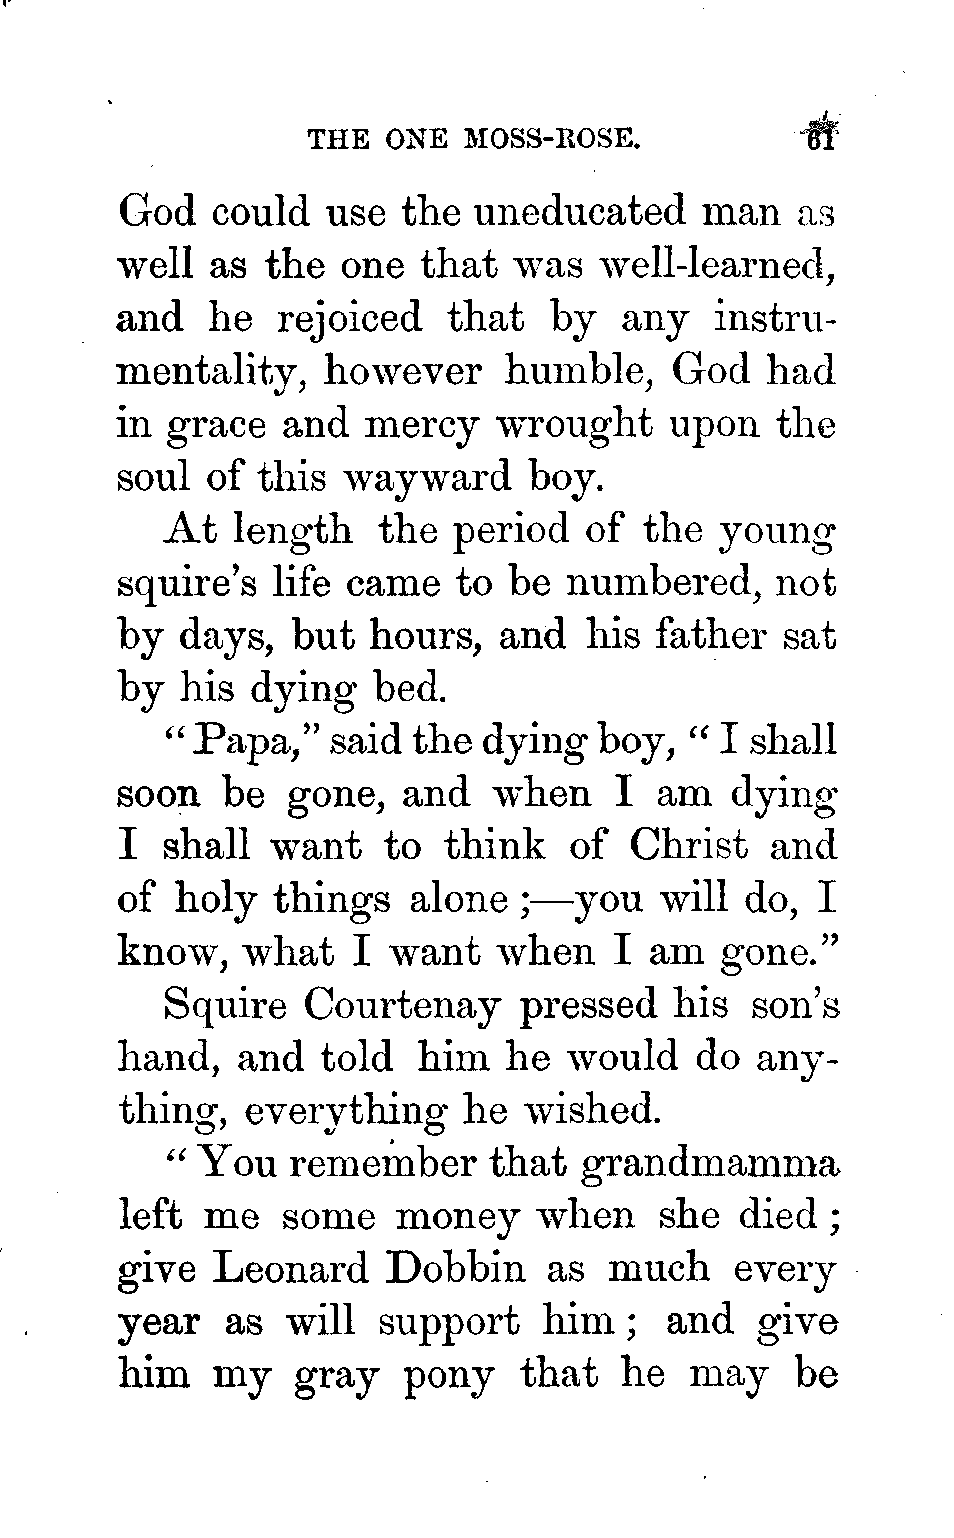 THE ONE MOSS-ROSE. 61
God could use the uneducated man as
well as the one that was well-learned,
and he rejoiced that by any instru-
mentality, however humble, God had
in grace and mercy wrought upon the
soul of this wayward boy.
At length the period of the young
squire's life came to be numbered, not
by days, but hours, and his father sat
by his dying bed.
"Papa," said the dying boy, "I shall
soon be gone, and when I am dying
I shall want to think of Christ and
of holy things alone;—you will do, I
know, what I want when I am gone."
Squire Courtenay pressed his son's
hand, and told him he would do any-
thing, everything he wished.
"You remember that grandmamma
left me some money when she died;
give Leonard Dobbin as much every
year as will support him; and give
him my gray pony that he may be